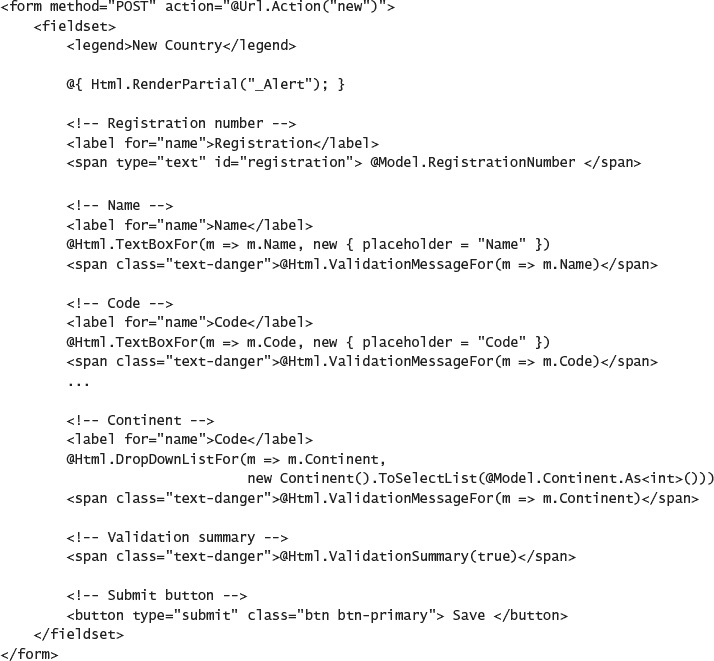 <form method="POST" action="@Url.Action("new")">
    <fieldset>
        <legend>New Country</legend>

        @{ Html.RenderPartial("_Alert"); }

        <!-- Registration number -->
        <label for="name">Registration</label>
        <span type="text" id="registration"> @Model.RegistrationNumber </span>

        <!-- Name -->
        <label for="name">Name</label>
        @Html.TextBoxFor(m => m.Name, new { placeholder = "Name" })
        <span class="text-danger">@Html.ValidationMessageFor(m => m.Name)</span>

        <!-- Code -->
        <label for="name">Code</label>
        @Html.TextBoxFor(m => m.Code, new { placeholder = "Code" })
        <span class="text-danger">@Html.ValidationMessageFor(m => m.Code)</span>
        ...

        <!-- Continent -->
        <label for="name">Code</label>
        @Html.DropDownListFor(m => m.Continent,
                              new Continent().ToSelectList(@Model.Continent.As<int>()))
        <span class="text-danger">@Html.ValidationMessageFor(m => m.Continent)</span>

        <!-- Validation summary -->
        <span class="text-danger">@Html.ValidationSummary(true)</span>

        <!-- Submit button -->
        <button type="submit" class="btn btn-primary"> Save </button>
    </fieldset>
</form>